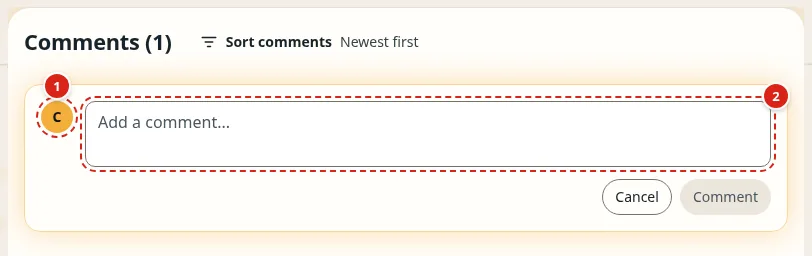 Comments (1)
Sort comments Newest first
1
2
C
Add a comment...
Cancel
Comment